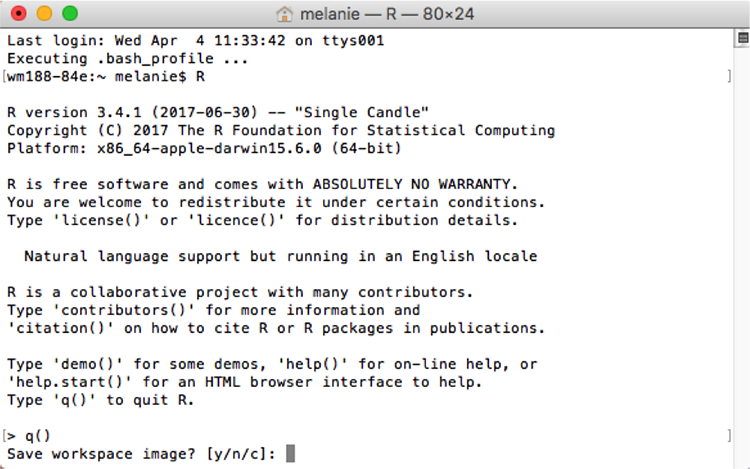 melanie — R — 80×24
Last login: Wed Apr  4 11:33:42 on ttys001
Executing .bash_profile ...
[wm188-84e:~ melanie$ R ]
R version 3.4.1 (2017-06-30) -- "Single Candle"
Copyright (C) 2017 The R Foundation for Statistical Computing
Platform: x86_64-apple-darwin15.6.0 (64-bit)
R is free software and comes with ABSOLUTELY NO WARRANTY.
You are welcome to redistribute it under certain conditions.
Type 'license()' or 'licence()' for distribution details.
  Natural language support but running in an English locale
R is a collaborative project with many contributors.
Type 'contributors()' for more information and
'citation()' on how to cite R or R packages in publications.
Type 'demo()' for some demos, 'help()' for on-line help, or
'help.start()' for an HTML browser interface to help.
Type 'q()' to quit R.
[> q() ]
Save workspace image? [y/n/c]: